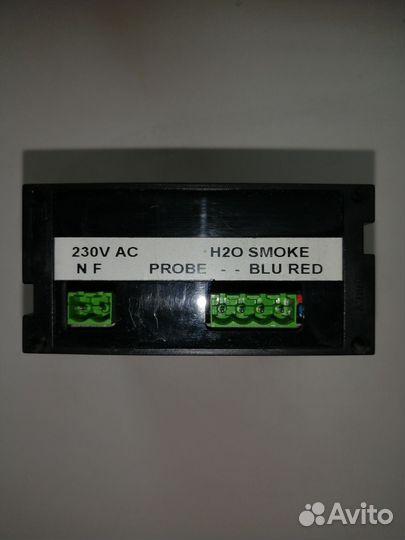 230V AC H2O SMOKE
N F PROBE - - BLU RED
Avito